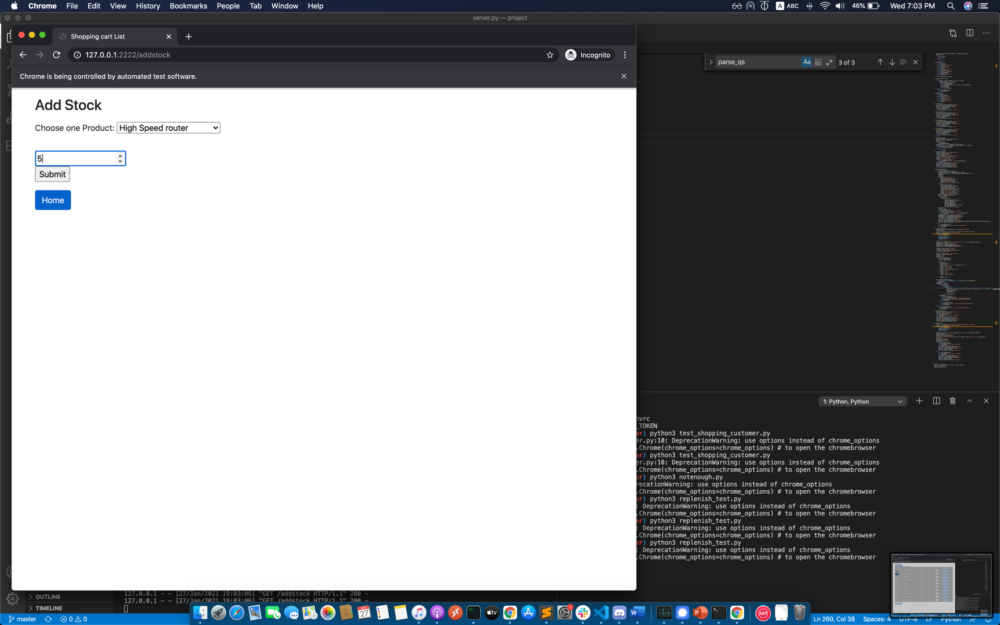 Chrome File Edit View History Bookmarks People Tab Window Help
A ABC 46% Wed 7:03 PM
server.py — project
Shopping cart List
127.0.0.1:2222/addstock
Incognito
Chrome is being controlled by automated test software.
parse_qs Aa Abl .* 3 of 3
Add Stock
Choose one Product: High Speed router
5
Submit
Home
1: Python, Python
nvrc
_TOKEN
er) python3 test_shopping_customer.py
er.py:10: DeprecationWarning: use options instead of chrome_options
.Chrome(chrome_options=chrome_options) # to open the chromebrowser
er) python3 test_shopping_customer.py
er.py:10: DeprecationWarning: use options instead of chrome_options
.Chrome(chrome_options=chrome_options) # to open the chromebrowser
er) python3 notenough.py
recationWarning: use options instead of chrome_options
.Chrome(chrome_options=chrome_options) # to open the chromebrowser
er) python3 replenish_test.py
: DeprecationWarning: use options instead of chrome_options
.Chrome(chrome_options=chrome_options) # to open the chromebrowser
er) python3 replenish_test.py
: DeprecationWarning: use options instead of chrome_options
.Chrome(chrome_options=chrome_options) # to open the chromebrowser
er) python3 replenish_test.py
: DeprecationWarning: use options instead of chrome_options
.Chrome(chrome_options=chrome_options) # to open the chromebrowser
127.0.0.1 - - [27/Jan/2021 19:03:06] "GET /addstock HTTP/1.1" 200 -
127.0.0.1 - - [27/Jan/2021 19:03:06] "GET /addstock HTTP/1.1" 200 -
OUTLINE
TIMELINE
27
tv
1
W
P
ABP
master 0 0
Ln 260, Col 38 Spaces: 4 UTF-8 LF Python